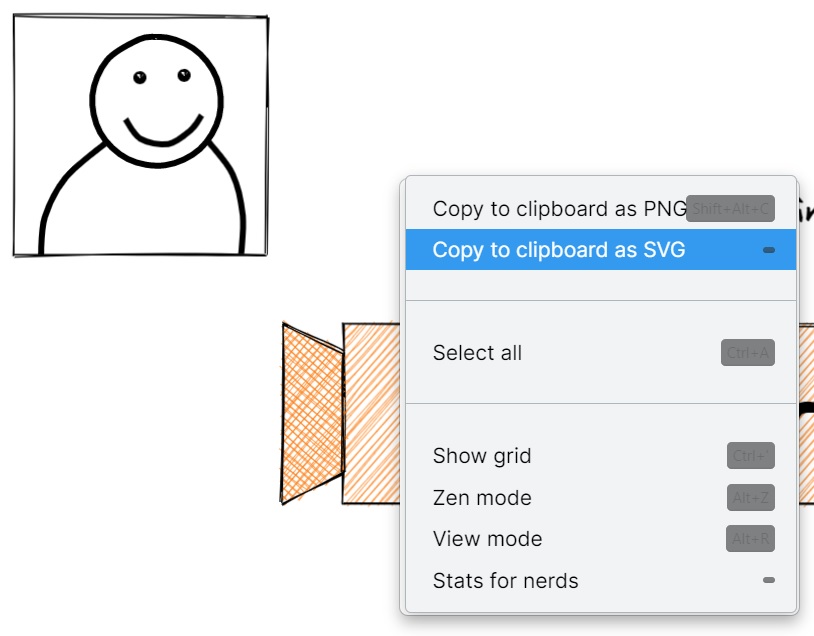 Copy to clipboard as PNG Shift+Alt+C
Copy to clipboard as SVG
Select all Ctrl+A
Show grid Ctrl+'
Zen mode Alt+Z
View mode Alt+R
Stats for nerds